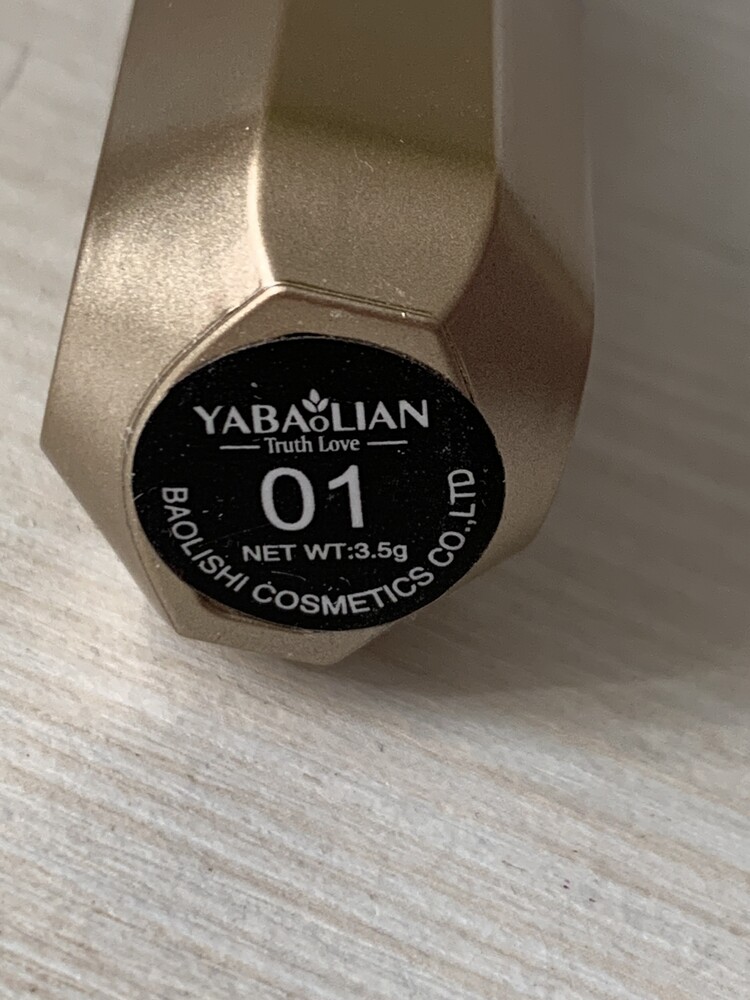 YABAoLIAN
Truth Love
01
NET WT:3.5g
BAOLISHI COSMETICS CO.,LTD